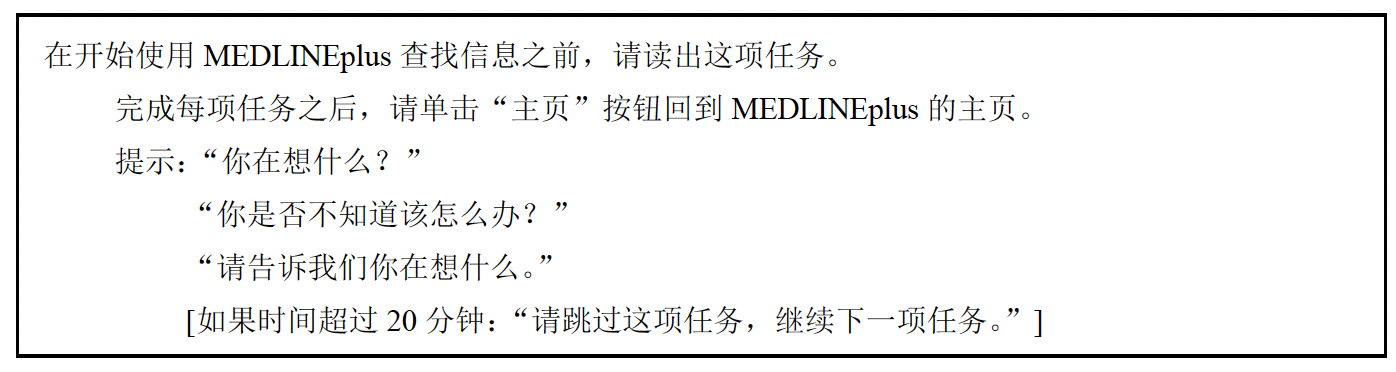 在开始使用 MEDLINEplus 查找信息之前，请读出这项任务。
完成每项任务之后，请单击“主页”按钮回到 MEDLINEplus 的主页。
提示：“你在想什么？”
“你是否不知道该怎么办？”
“请告诉我们你在想什么。”
[如果时间超过 20 分钟：“请跳过这项任务，继续下一项任务。”]